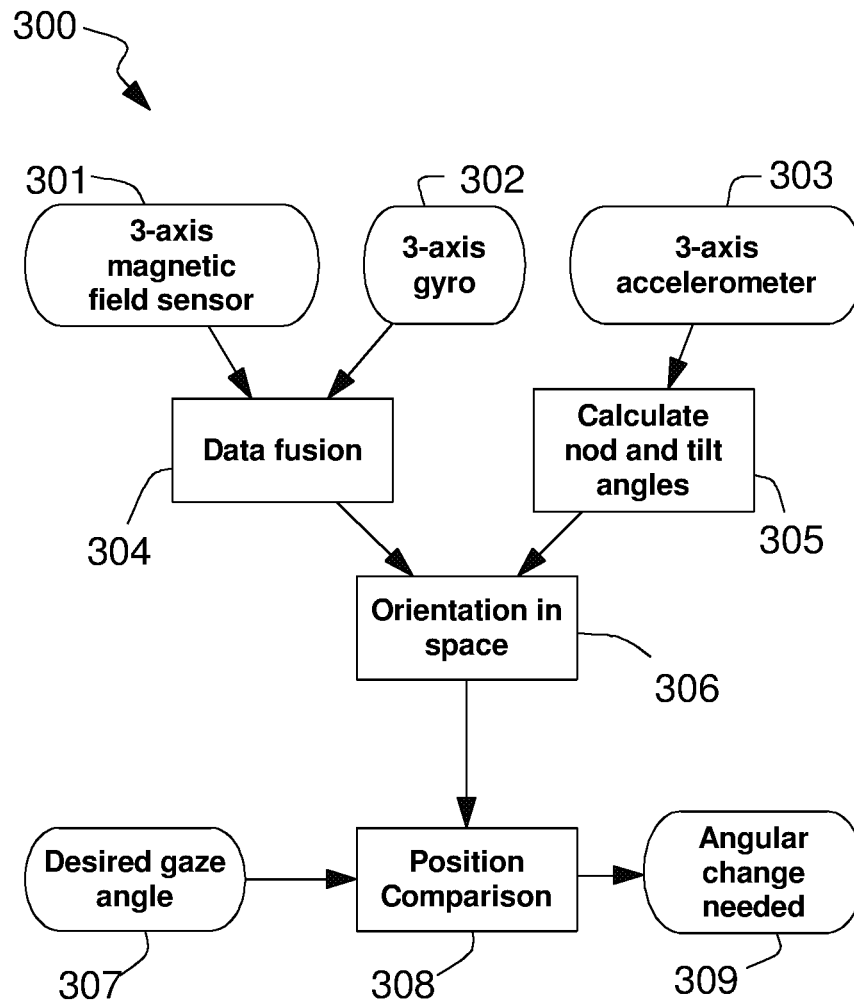 300
301
302
303
3-axis
magnetic
field sensor
3-axis
gyro
3-axis
accelerometer
Data fusion
Calculate
nod and tilt
angles
304
305
Orientation in
space
306
Desired gaze
angle
Position
Comparison
Angular
change
needed
307
308
309